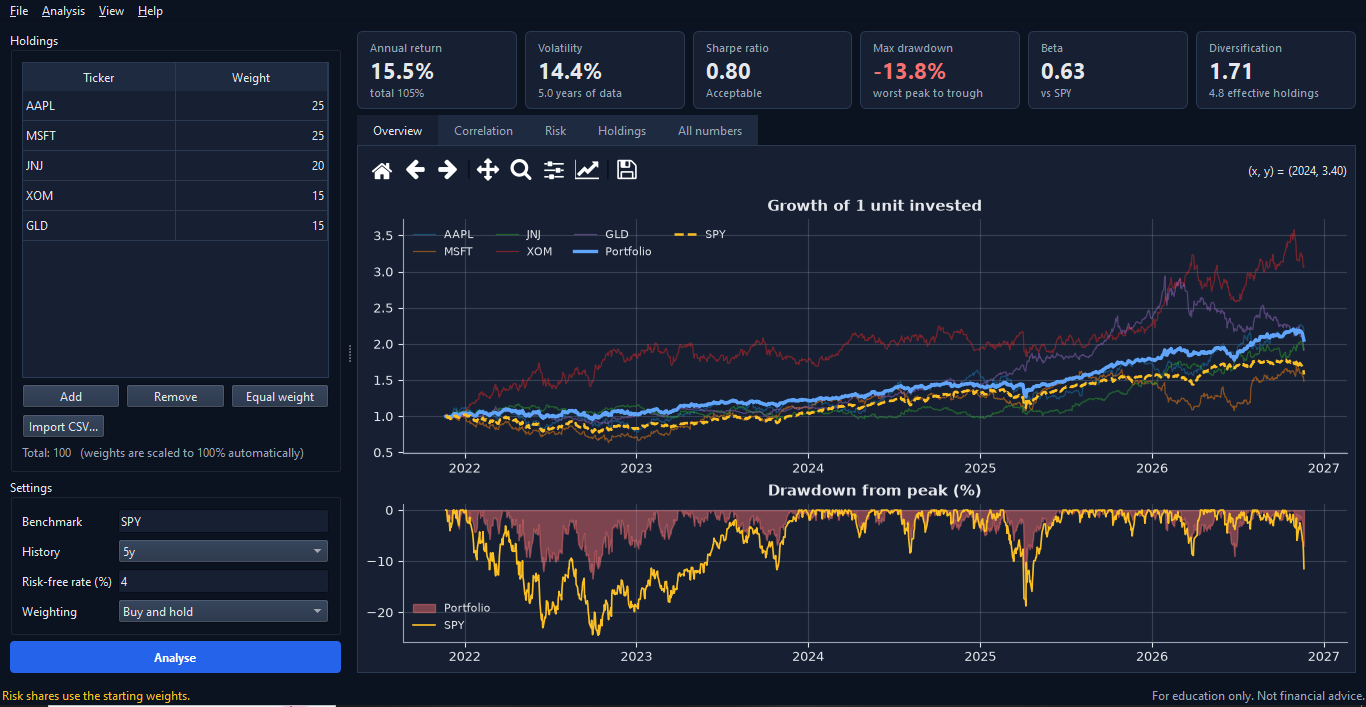 File Analysis View Help
Holdings
Ticker Weight
AAPL 25
MSFT 25
JNJ 20
XOM 15
GLD 15
Add Remove Equal weight
Import CSV...
Total: 100 (weights are scaled to 100% automatically)
Settings
Benchmark SPY
History 5y
Risk-free rate (%) 4
Weighting Buy and hold
Analyse
Risk shares use the starting weights.
Annual return
15.5%
total 105%
Volatility
14.4%
5.0 years of data
Sharpe ratio
0.80
Acceptable
Max drawdown
-13.8%
worst peak to trough
Beta
0.63
vs SPY
Diversification
1.71
4.8 effective holdings
Overview Correlation Risk Holdings All numbers
(x, y) = (2024, 3.40)
Growth of 1 unit invested
AAPL JNJ GLD SPY
MSFT XOM Portfolio
3.5
3.0
2.5
2.0
1.5
1.0
0.5
2022 2023 2024 2025 2026 2027
Drawdown from peak (%)
0
−10
−20
Portfolio
SPY
2022 2023 2024 2025 2026 2027
For education only. Not financial advice.